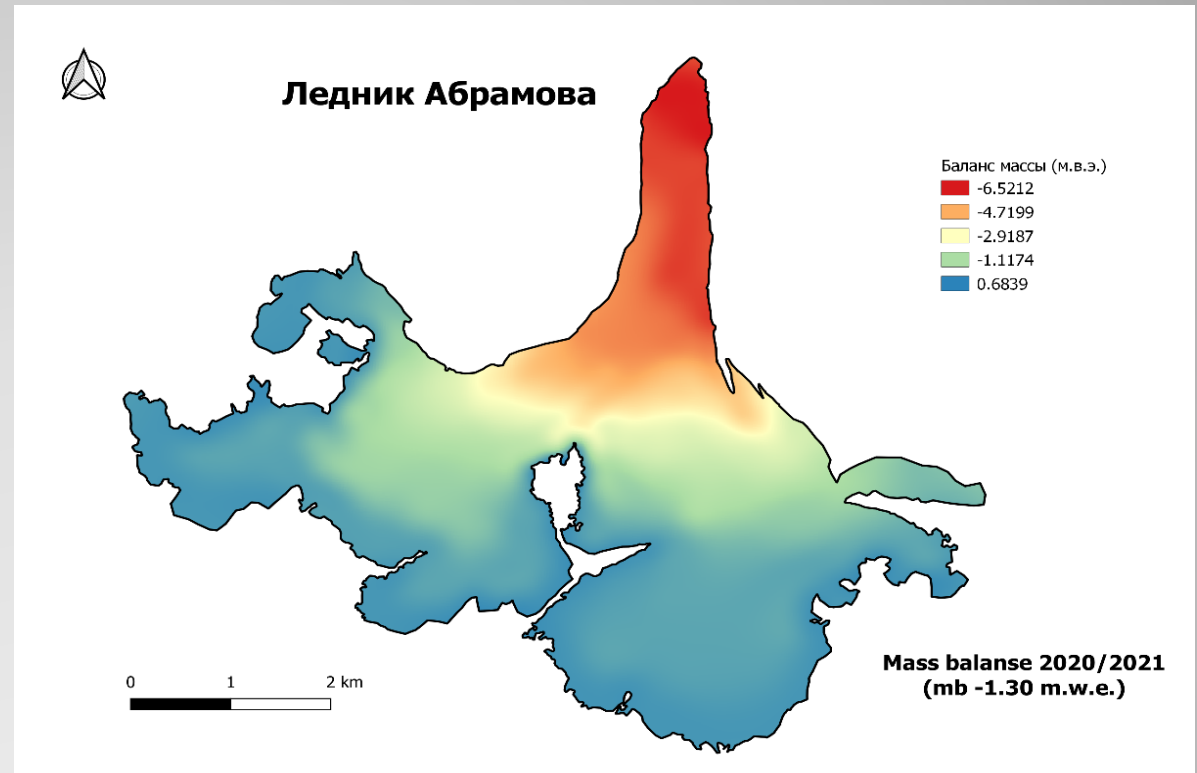 Ледник Абрамова
Баланс массы (м.в.э.)
-6.5212
-4.7199
-2.9187
-1.1174
0.6839
0 1 2 km
Mass balanse 2020/2021
(mb -1.30 m.w.e.)